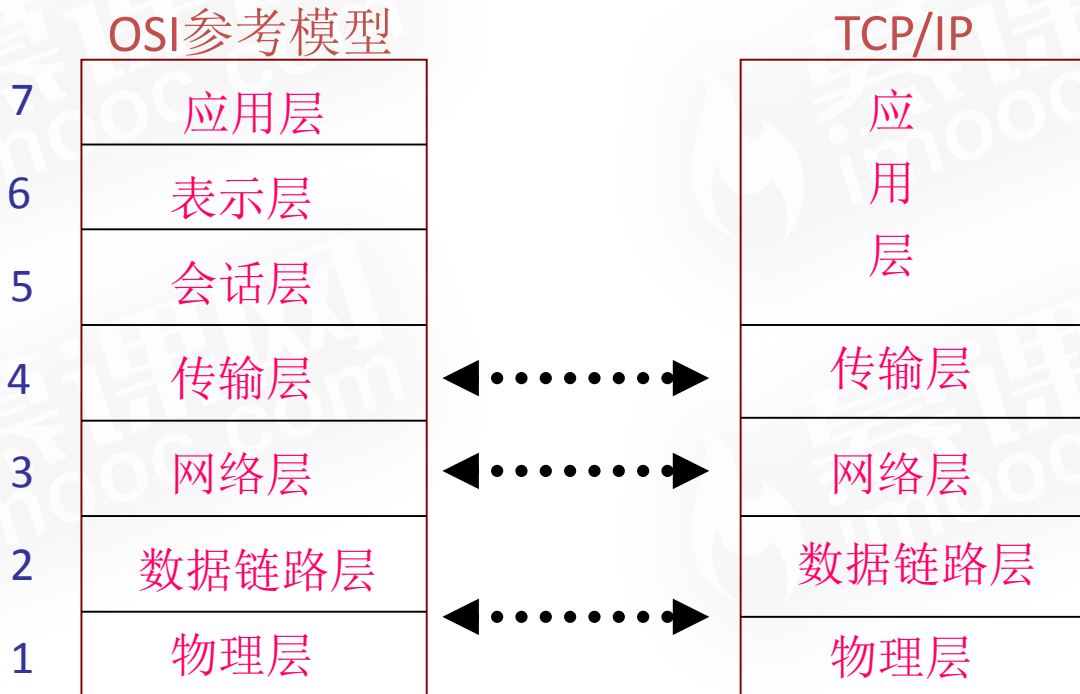 OSI参考模型
TCP/IP
7
应用层
6
表示层
5
会话层
4
传输层
3
网络层
2
数据链路层
1
物理层
应
用
层
传输层
网络层
数据链路层
物理层